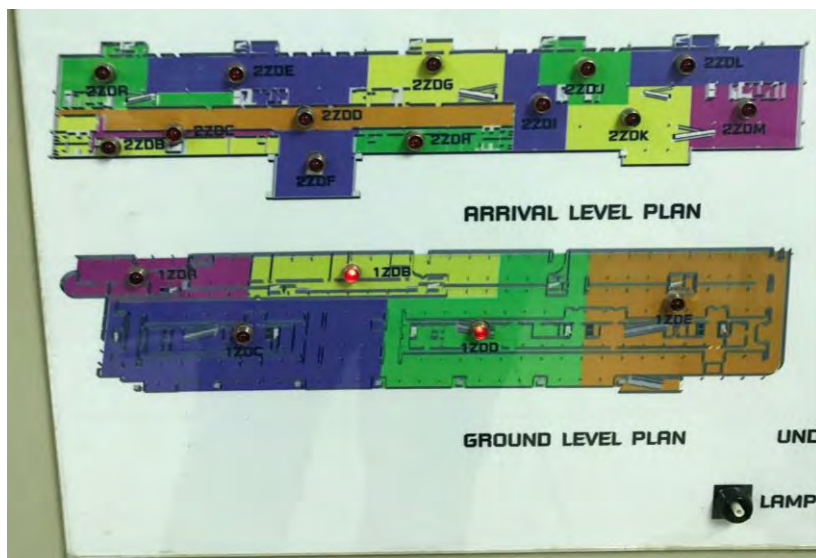 2ZDA
2ZDE
2ZDG
2ZDJ
2ZDL
2ZDB
2ZDC
2ZDD
2ZDH
2ZDI
2ZDK
2ZDM
2ZDF
ARRIVAL LEVEL PLAN
1ZDA
1ZDB
1ZDC
1ZDD
1ZDE
GROUND LEVEL PLAN
UND
LAMP